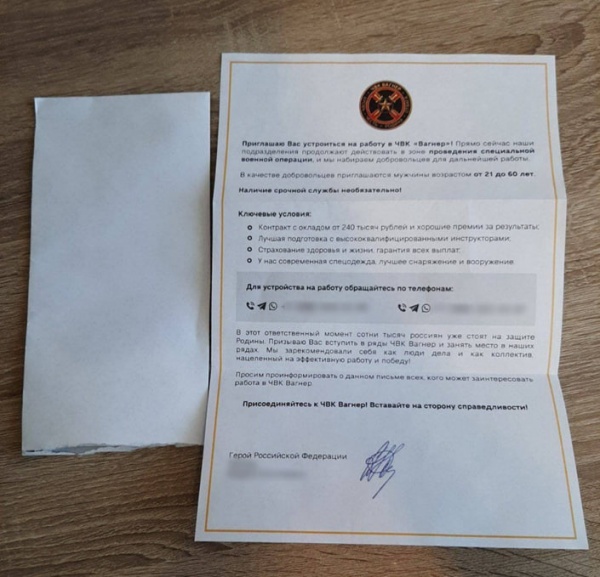 ЧВК ВАГНЕР
Приглашаю Вас устроиться на работу в ЧВК «Вагнер»! Прямо сейчас наши
подразделения продолжают действовать в зоне проведения специальной
военной операции, и мы набираем добровольцев для дальнейшей работы.
В качестве добровольцев приглашаются мужчины возрастом от 21 до 60 лет.
Наличие срочной службы необязательно!
Ключевые условия:
Контракт с окладом от 240 тысяч рублей и хорошие премии за результаты;
Лучшая подготовка с высококвалифицированными инструкторами;
Страхование здоровья и жизни, гарантия всех выплат;
У нас современная спецодежда, лучшее снаряжение и вооружение.
Для устройства на работу обращайтесь по телефонам:
В этот ответственный момент сотни тысяч россиян уже стоят на защите
Родины. Призываю Вас вступить в ряды ЧВК Вагнер и занять место в наших
рядах. Мы зарекомендовали себя как люди дела и как коллектив,
нацеленный на эффективную работу и победу!
Просим проинформировать о данном письме всех, кого может заинтересовать
работа в ЧВК Вагнер
Присоединяйтесь к ЧВК Вагнер! Вставайте на сторону справедливости!
Герой Российской Федерации